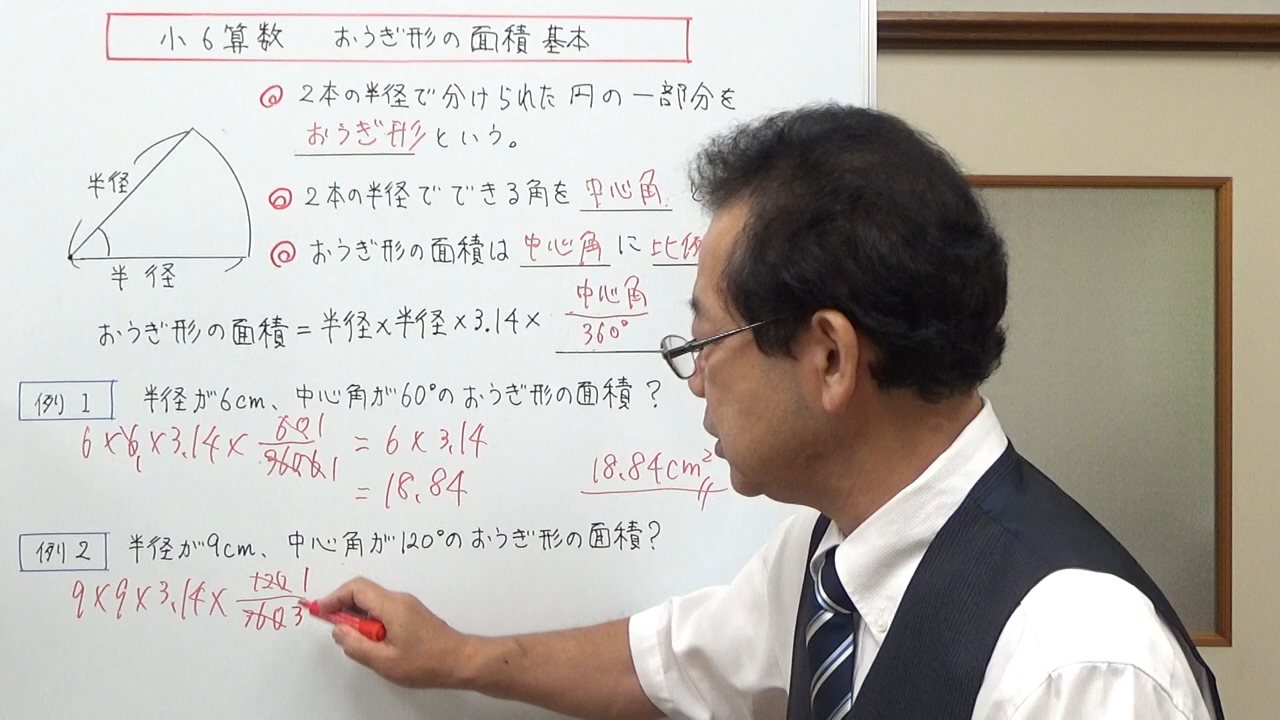 小6算数 おうぎ形の面積 基本
◎ 2本の半径で分けられた円の一部分を
おうぎ形という。
半径
◎ 2本の半径でできる角を 中心角
◎ おうぎ形の面積は 中心角 に 比例
半径
おうぎ形の面積=半径×半径×3.14× 中心角/360°
例1 半径が6cm、中心角が60°のおうぎ形の面積?
6×6 1×3.14× 60 1/360 6 1 = 6×3.14
= 18.84
18.84cm²
例2 半径が9cm、中心角が120°のおうぎ形の面積?
9×9×3.14× 120 1/360 3